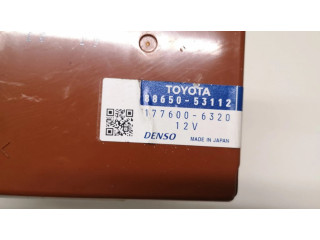 TOYOTA
88650-53112
177600-6320
12V
DENSO
MADE IN JAPAN